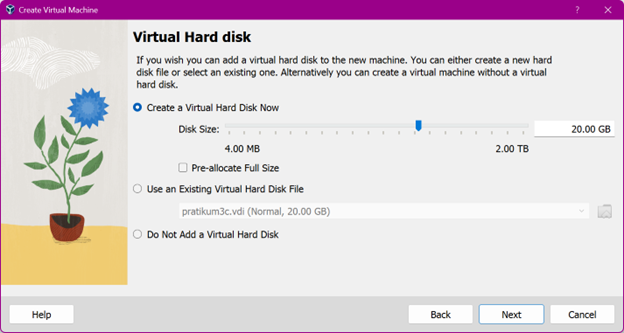 Create Virtual Machine
Virtual Hard disk
If you wish you can add a virtual hard disk to the new machine. You can either create a new hard
disk file or select an existing one. Alternatively you can create a virtual machine without a virtual
hard disk.
Create a Virtual Hard Disk Now
Disk Size:
20.00 GB
4.00 MB
2.00 TB
Pre-allocate Full Size
Use an Existing Virtual Hard Disk File
pratikum3c.vdi (Normal, 20.00 GB)
Do Not Add a Virtual Hard Disk
Help
Back
Next
Cancel